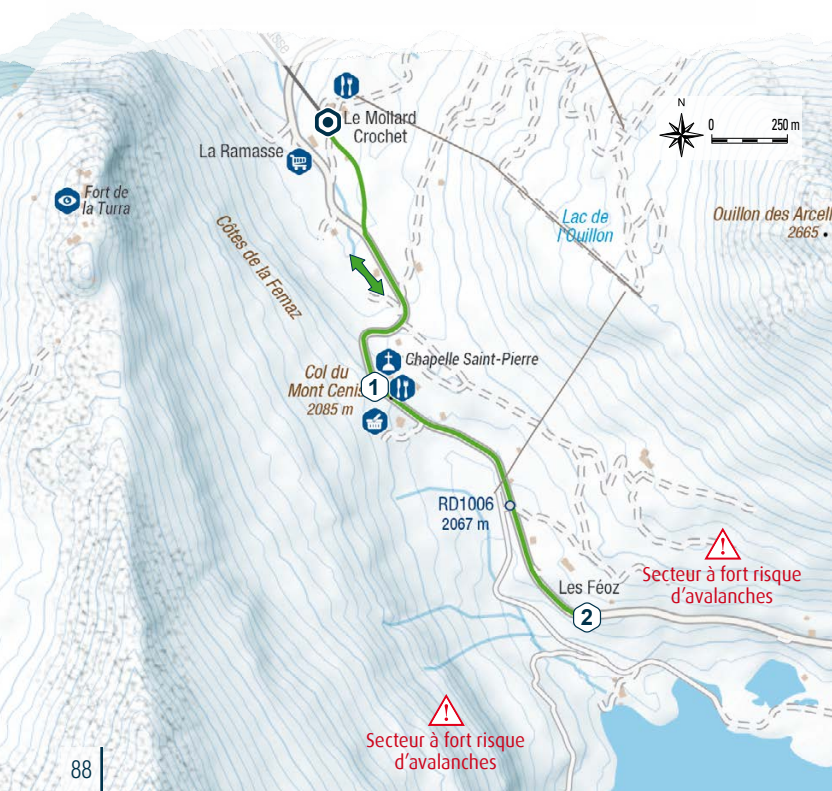 N
0 250 m
Le Mollard
Crochet
La Ramasse
Fort de
la Turra
Lac de
l'Ouillon
Ouillon des Arcell
2665
Côtes de la Femaz
Chapelle Saint-Pierre
Col du
Mont Cenis
2085 m
1
RD1006
2067 m
Secteur à fort risque
d'avalanches
Les Féoz
2
Secteur à fort risque
d'avalanches
88